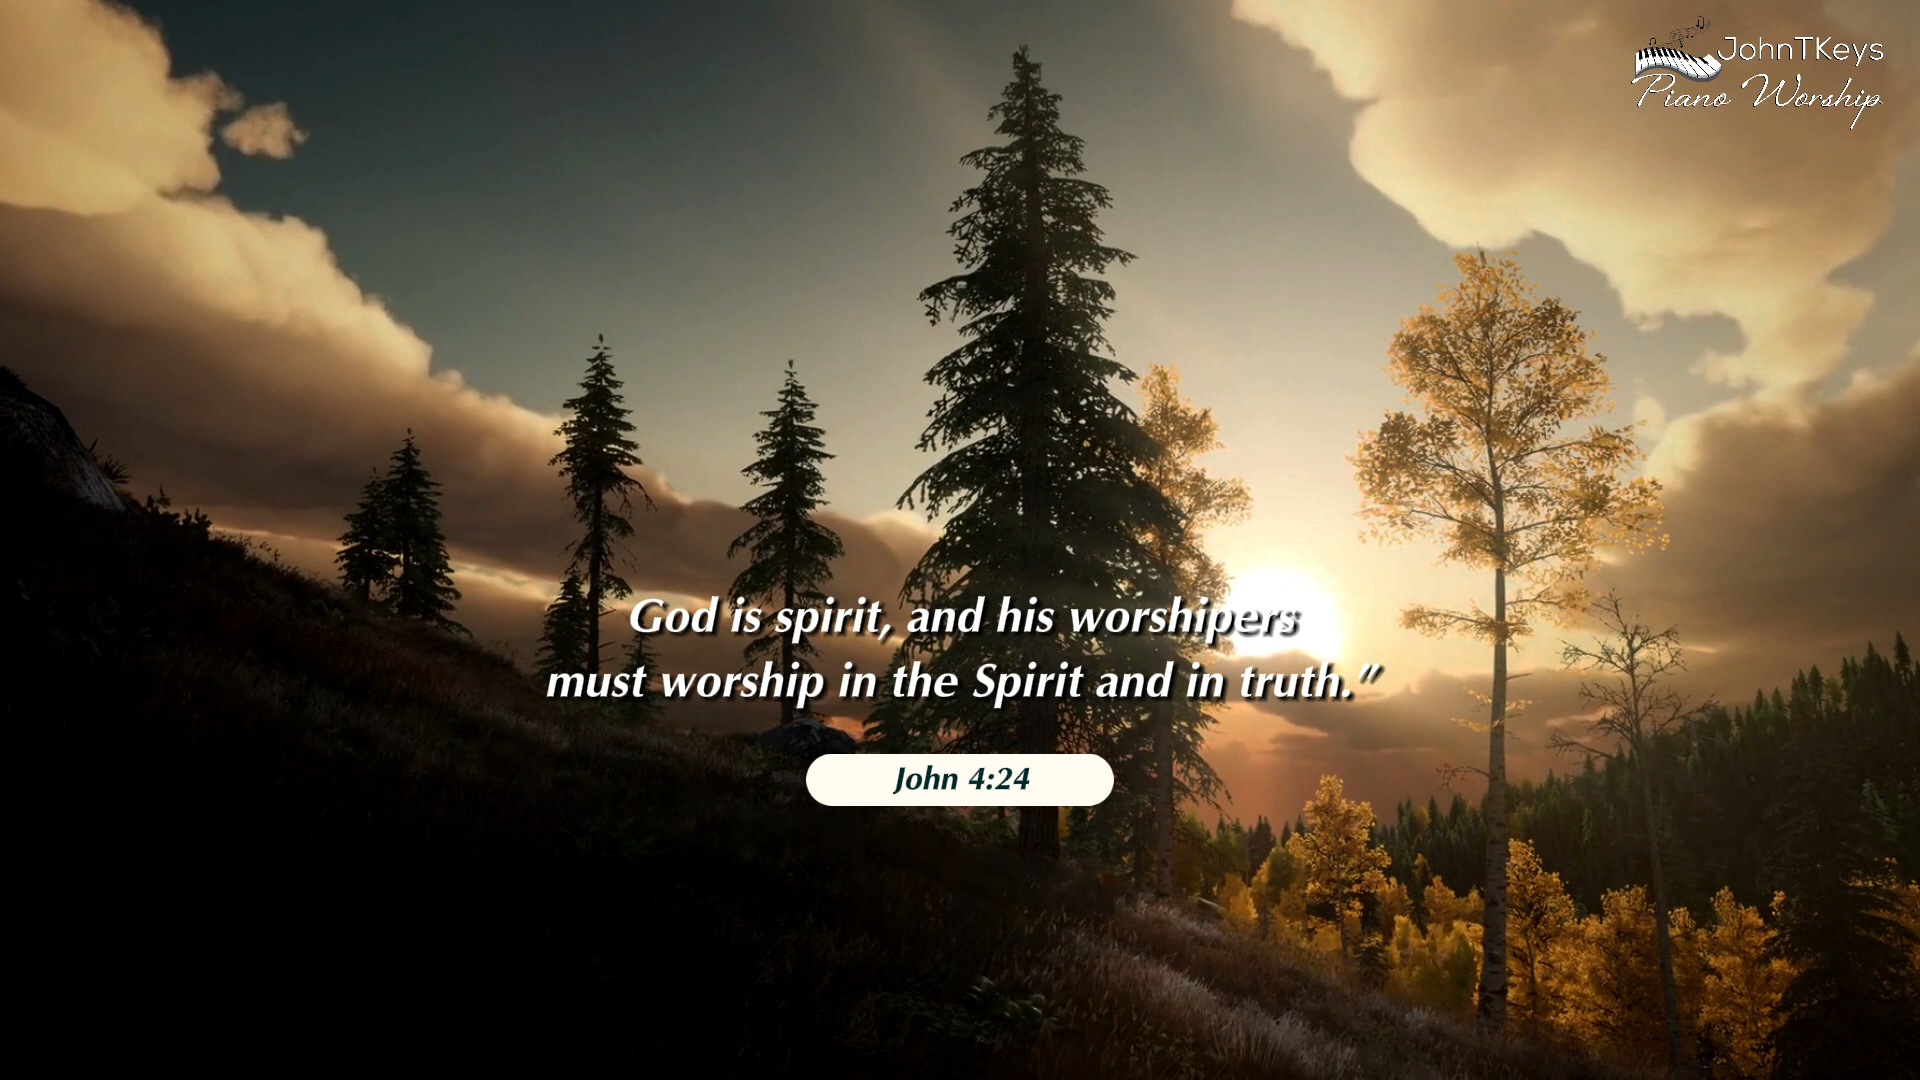 JohnTKeys
Piano Worship
God is spirit, and his worshipers
must worship in the Spirit and in truth.”
John 4:24